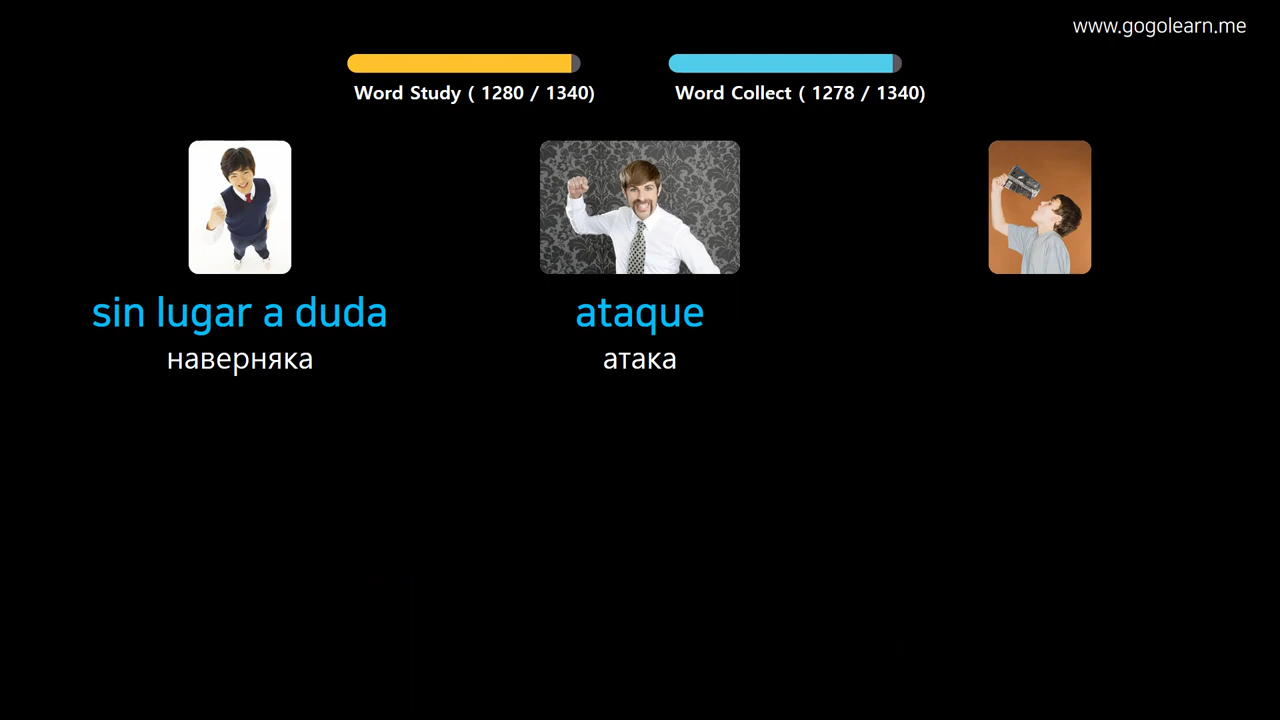 www.gogolearn.me
Word Study ( 1280 / 1340)
Word Collect ( 1278 / 1340)
sin lugar a duda
наверняка
ataque
атака